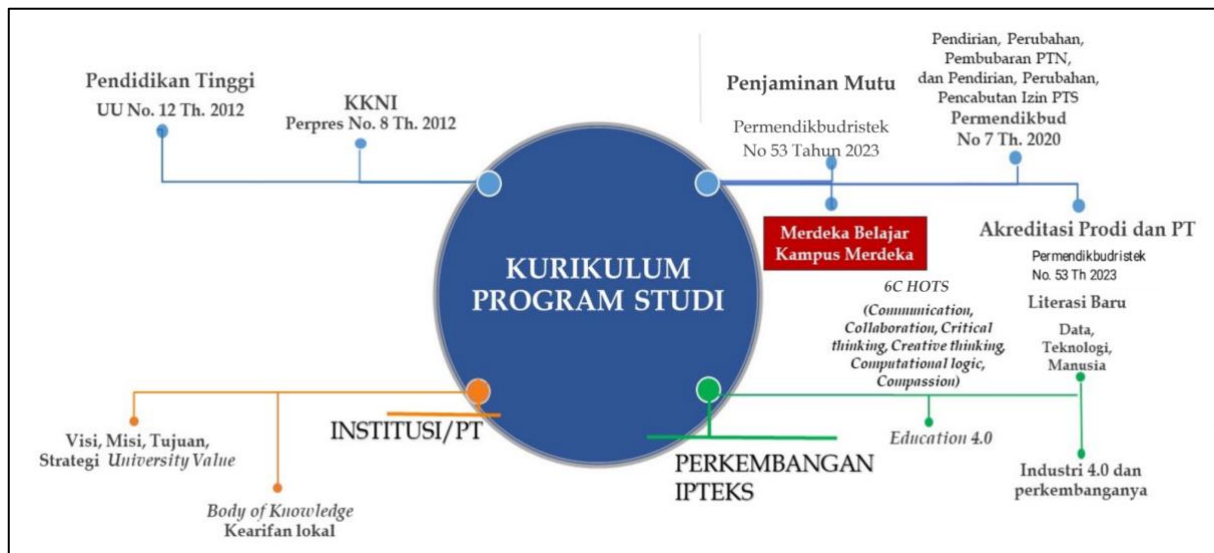 Pendidikan Tinggi
UU No. 12 Th. 2012
KKNI
Perpres No. 8 Th. 2012
Penjaminan Mutu
Permendikbudristek
No 53 Tahun 2023
Pendirian, Perubahan,
Pembubaran PTN,
dan Pendirian, Perubahan,
Pencabutan Izin PTS
Permendikbud
No 7 Th. 2020
Merdeka Belajar
Kampus Merdeka
Akreditasi Prodi dan PT
Permendikbudristek
No. 53 Th 2023
KURIKULUM
PROGRAM STUDI
6C HOTS
(Communication,
Collaboration, Critical
thinking, Creative thinking,
Computational logic,
Compassion)
Literasi Baru
Data,
Teknologi,
Manusia
INSTITUSI/PT
Visi, Misi, Tujuan,
Strategi University Value
Body of Knowledge
Kearifan lokal
PERKEMBANGAN
IPTEKS
Education 4.0
Industri 4.0 dan
perkembanganya